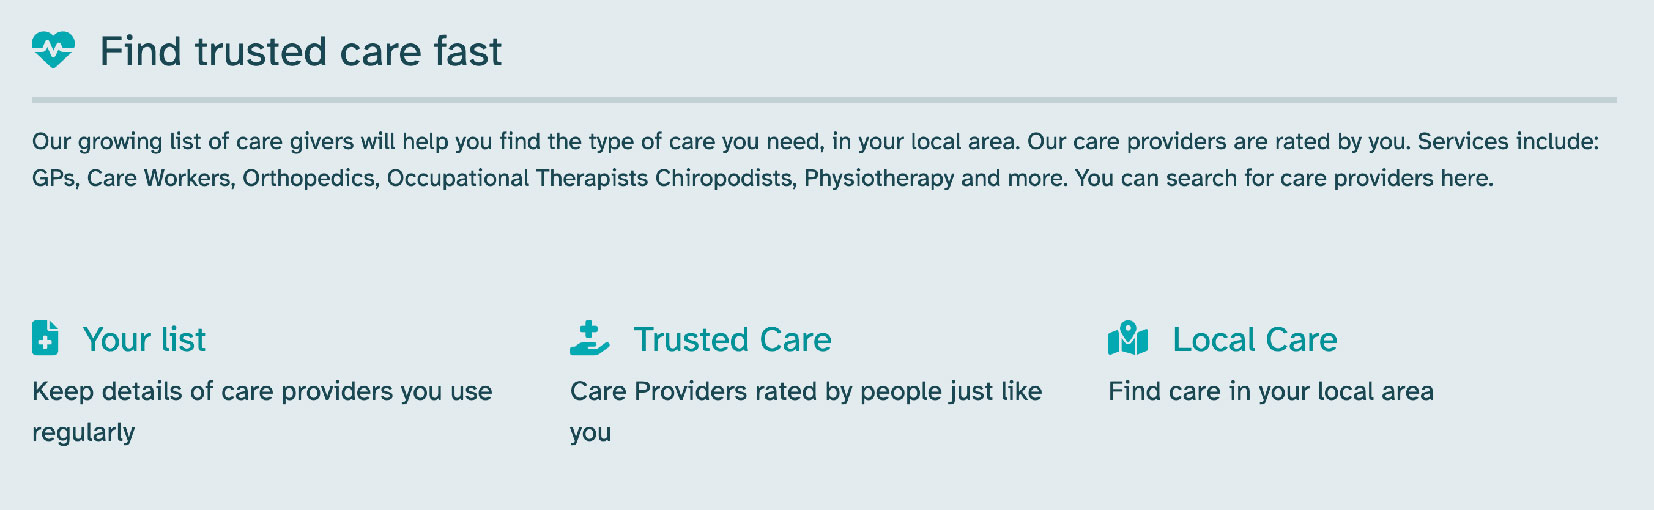 Find trusted care fast
Our growing list of care givers will help you find the type of care you need, in your local area. Our care providers are rated by you. Services include:
GPs, Care Workers, Orthopedics, Occupational Therapists Chiropodists, Physiotherapy and more. You can search for care providers here.
Your list
Keep details of care providers you use
regularly
Trusted Care
Care Providers rated by people just like
you
Local Care
Find care in your local area